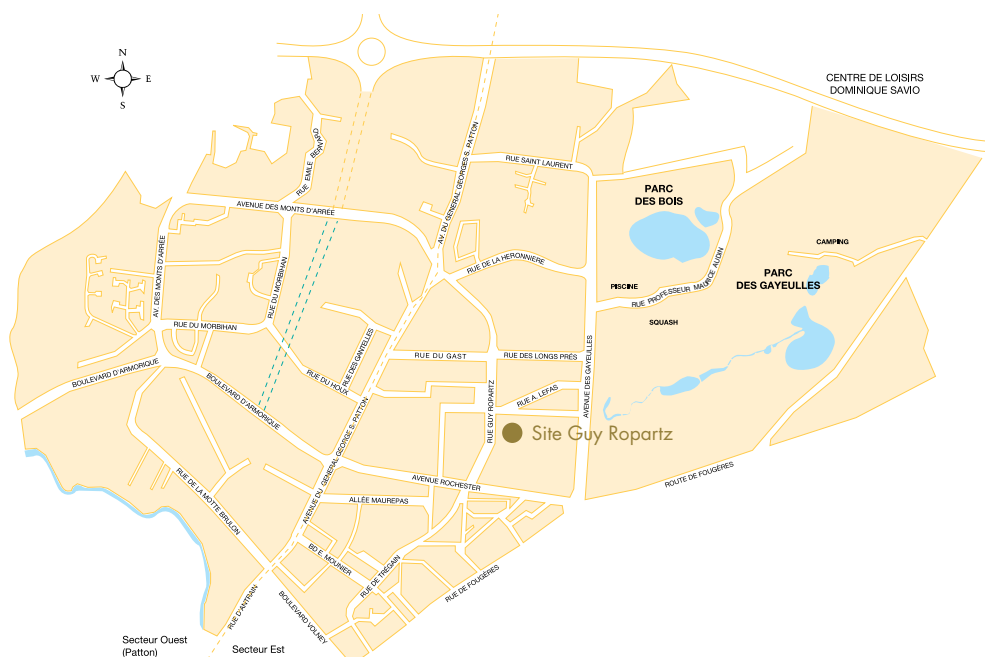 N
W E
S
CENTRE DE LOISIRS
DOMINIQUE SAVIO
RUE EMILE BERNARD
AV. DU GENERAL GEORGES S. PATTON
RUE SAINT LAURENT
PARC
DES BOIS
AVENUE DES MONTS D'ARRÉE
AV. DES MONTS D'ARRÉE
RUE DU MORBIHAN
RUE DE LA HERONNIERE
CAMPING
PARC
DES GAYEULLES
PISCINE
RUE PROFESSEUR MAURICE AUDIN
SQUASH
RUE DU MORBIHAN
RUE DES GANTELLES
RUE DU GAST
RUE DES LONGS PRÉS
AVENUE DES GAYEULLES
BOULEVARD D'ARMORIQUE
RUE DU HOUX
BOULEVARD D'ARMORIQUE
RUE A. LEFAS
RUE GUY ROPARTZ
Site Guy Ropartz
AVENUE DU GENERAL GEORGE S. PATTON
ROUTE DE FOUGÈRES
AVENUE ROCHESTER
RUE DE LA MOTTE BRULON
ALLÉE MAUREPAS
BD E. MOUNIER
RUE DE TRÉGAIN
RUE DE FOUGÈRES
RUE D'ANTRAIN
BOULEVARD VOLNEY
Secteur Ouest
(Patton)
Secteur Est